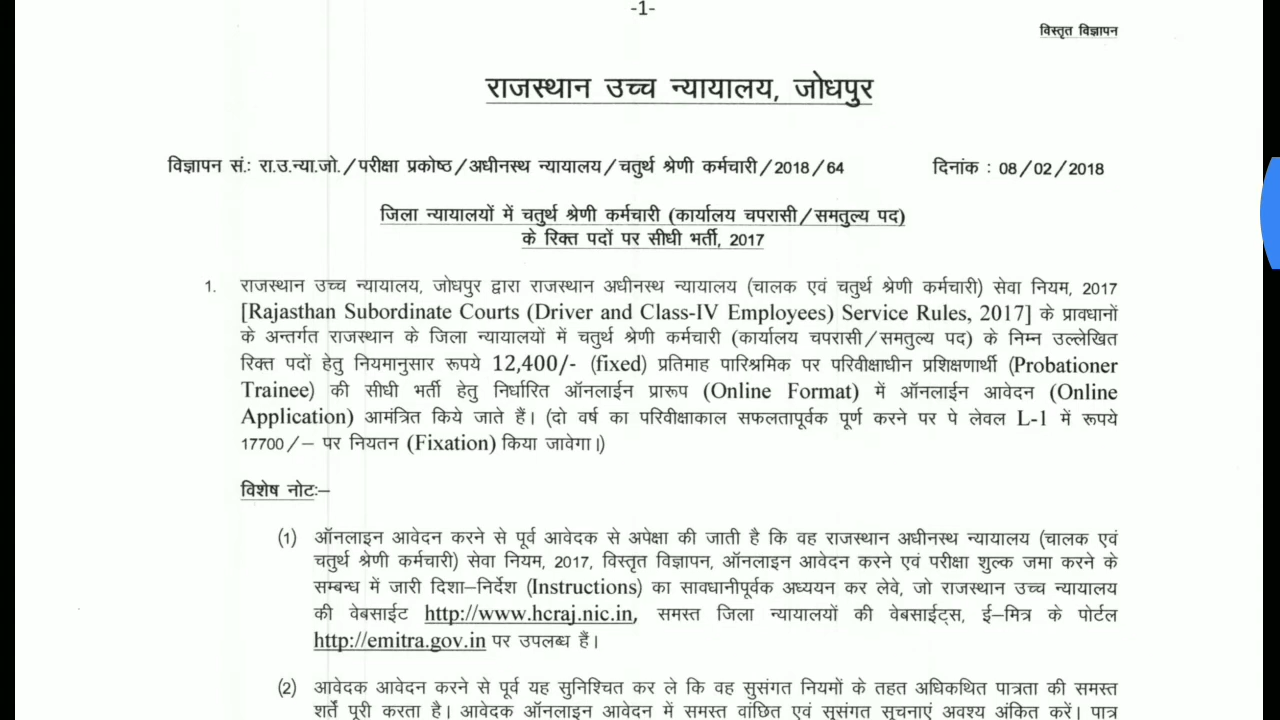 -1-
विस्तृत विज्ञापन
राजस्थान उच्च न्यायालय, जोधपुर
विज्ञापन सं.: रा.उ.न्या.जो./परीक्षा प्रकोष्ठ/अधीनस्थ न्यायालय/चतुर्थ श्रेणी कर्मचारी/2018/64 दिनांक : 08/02/2018
जिला न्यायालयों में चतुर्थ श्रेणी कर्मचारी (कार्यालय चपरासी/समतुल्य पद)
के रिक्त पदों पर सीधी भर्ती, 2017
1. राजस्थान उच्च न्यायालय, जोधपुर द्वारा राजस्थान अधीनस्थ न्यायालय (चालक एवं चतुर्थ श्रेणी कर्मचारी) सेवा नियम, 2017
[Rajasthan Subordinate Courts (Driver and Class-IV Employees) Service Rules, 2017] के प्रावधानों
के अन्तर्गत राजस्थान के जिला न्यायालयों में चतुर्थ श्रेणी कर्मचारी (कार्यालय चपरासी/समतुल्य पद) के निम्न उल्लेखित
रिक्त पदों हेतु नियमानुसार रूपये 12,400/- (fixed) प्रतिमाह पारिश्रमिक पर परिवीक्षाधीन प्रशिक्षणार्थी (Probationer
Trainee) की सीधी भर्ती हेतु निर्धारित ऑनलाईन प्रारूप (Online Format) में ऑनलाईन आवेदन (Online
Application) आमंत्रित किये जाते हैं। (दो वर्ष का परिवीक्षाकाल सफलतापूर्वक पूर्ण करने पर पे लेवल L-1 में रूपये
17700/– पर नियतन (Fixation) किया जावेगा।)
विशेष नोटः–
(1) ऑनलाइन आवेदन करने से पूर्व आवेदक से अपेक्षा की जाती है कि वह राजस्थान अधीनस्थ न्यायालय (चालक एवं
चतुर्थ श्रेणी कर्मचारी) सेवा नियम, 2017, विस्तृत विज्ञापन, ऑनलाइन आवेदन करने एवं परीक्षा शुल्क जमा करने के
सम्बन्ध में जारी दिशा–निर्देश (Instructions) का सावधानीपूर्वक अध्ययन कर लेवे, जो राजस्थान उच्च न्यायालय
की वेबसाईट http://www.hcraj.nic.in, समस्त जिला न्यायालयों की वेबसाईट्स, ई–मित्र के पोर्टल
http://emitra.gov.in पर उपलब्ध हैं।
(2) आवेदक आवेदन करने से पूर्व यह सुनिश्चित कर ले कि वह सुसंगत नियमों के तहत अधिकथित पात्रता की समस्त
शर्तें पूरी करता है। आवेदक ऑनलाइन आवेदन में समस्त वांछित एवं सुसंगत सूचनाएं अवश्य अंकित करें। पात्र